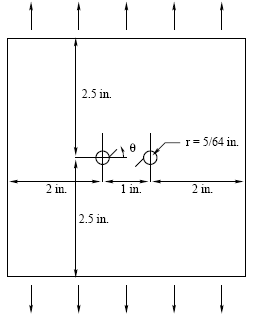 2.5 in.
θ
r = 5/64 in.
2 in.
1 in.
2 in.
2.5 in.